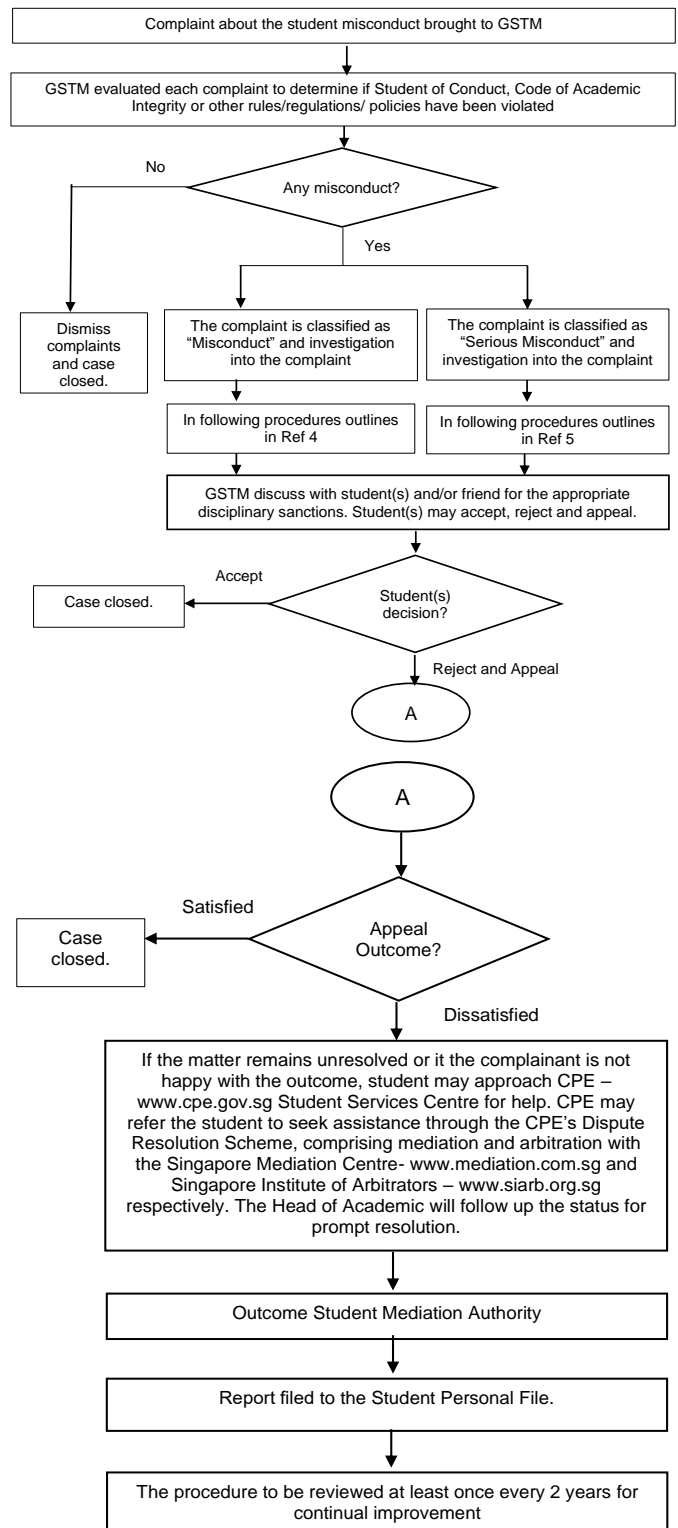 Complaint about the student misconduct brought to GSTM
GSTM evaluated each complaint to determine if Student of Conduct, Code of Academic
Integrity or other rules/regulations/ policies have been violated
No
Any misconduct?
Yes
Dismiss
complaints
and case
closed.
The complaint is classified as
“Misconduct” and investigation
into the complaint
The complaint is classified as
“Serious Misconduct” and
investigation into the complaint
In following procedures outlines
in Ref 4
In following procedures outlines
in Ref 5
GSTM discuss with student(s) and/or friend for the appropriate
disciplinary sanctions. Student(s) may accept, reject and appeal.
Accept
Case closed.
Student(s)
decision?
Reject and Appeal
A
A
Satisfied
Case
closed.
Appeal
Outcome?
Dissatisfied
If the matter remains unresolved or it the complainant is not
happy with the outcome, student may approach CPE –
www.cpe.gov.sg Student Services Centre for help. CPE may
refer the student to seek assistance through the CPE’s Dispute
Resolution Scheme, comprising mediation and arbitration with
the Singapore Mediation Centre- www.mediation.com.sg and
Singapore Institute of Arbitrators – www.siarb.org.sg
respectively. The Head of Academic will follow up the status for
prompt resolution.
Outcome Student Mediation Authority
Report filed to the Student Personal File.
The procedure to be reviewed at least once every 2 years for
continual improvement